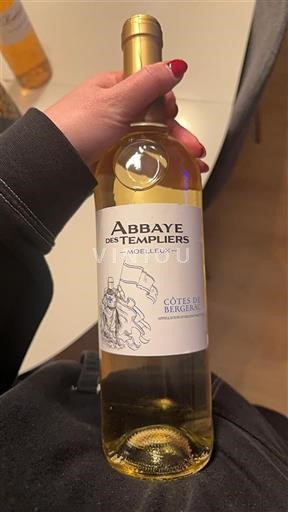 ABBAYE
DES TEMPLIERS
—MOELLEUX—
CÔTES DE
BERGERAC